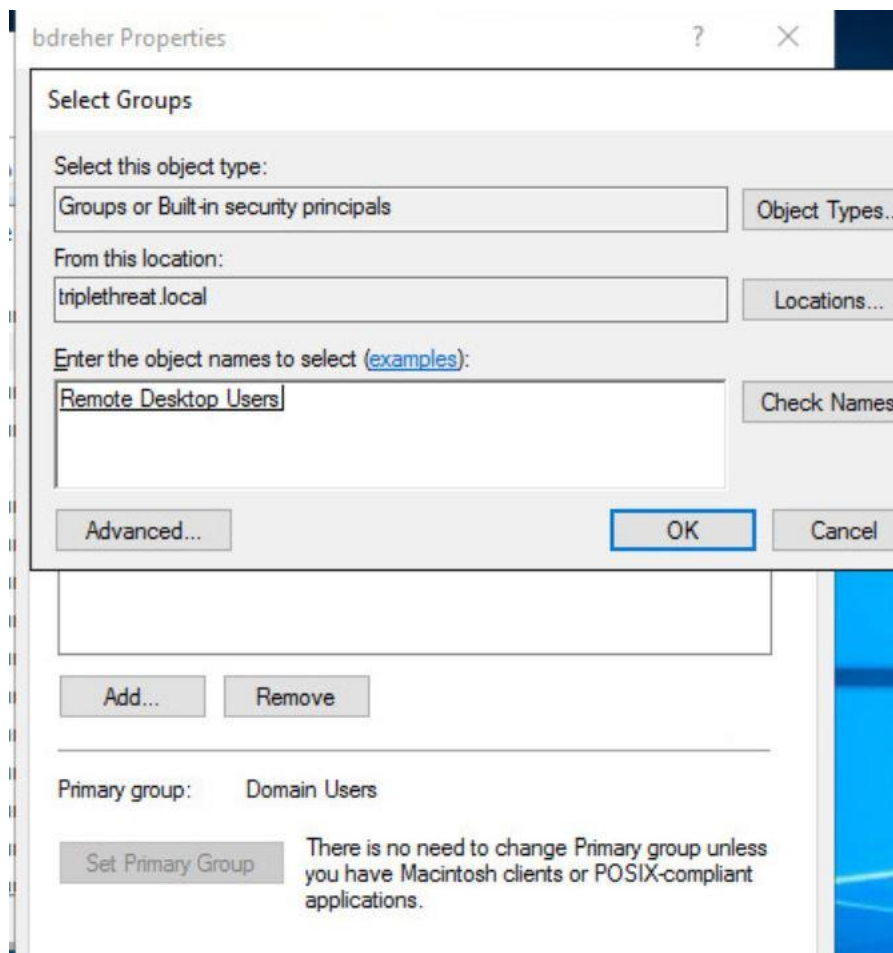 bdreher Properties
Select Groups
Select this object type:
Groups or Built-in security principals
Object Types..
From this location:
triplethreat.local
Locations...
Enter the object names to select (examples):
Remote Desktop Users
Check Names
Advanced...
OK
Cancel
Add...
Remove
Primary group:
Domain Users
Set Primary Group
There is no need to change Primary group unless
you have Macintosh clients or POSIX-compliant
applications.